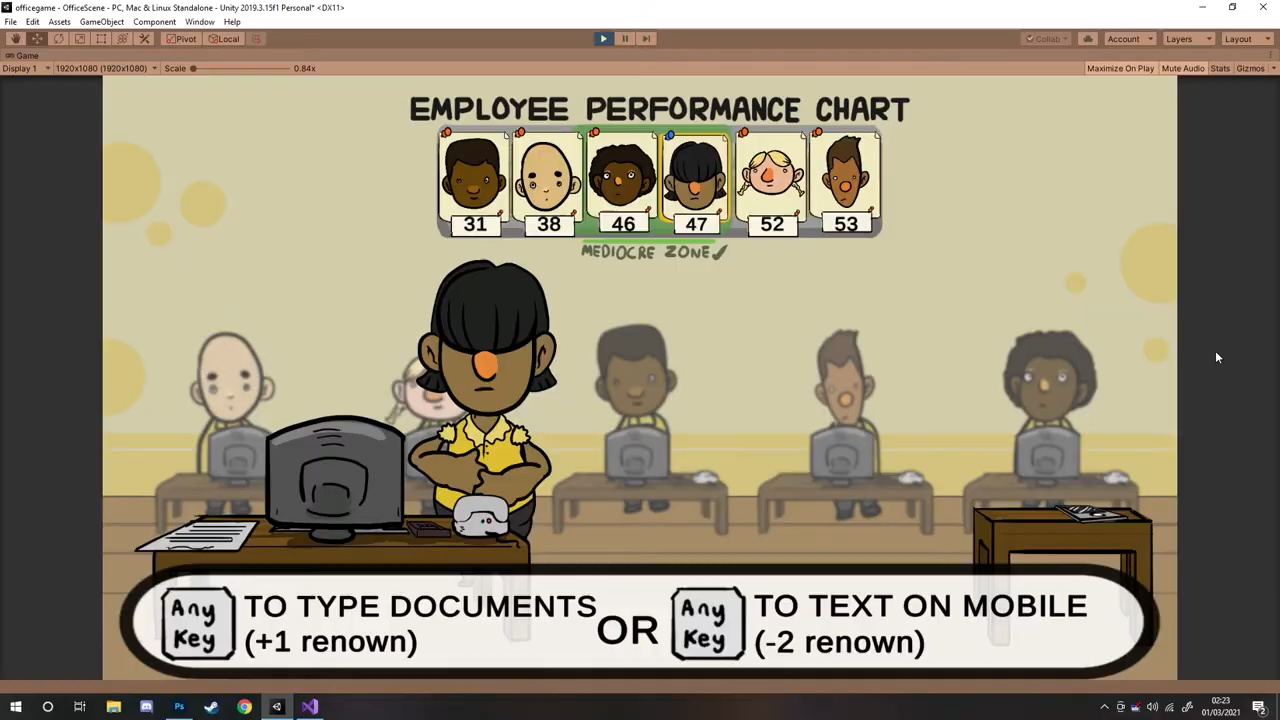 officegame - OfficeScene - PC, Mac & Linux Standalone - Unity 2019.3.15f1 Personal* <DX11>
File Edit Assets GameObject Component Window Help
Pivot Local Collab Account Layers Layout
Game
Display 1 1920x1080 (1920x1080) Scale 0.84x Maximize On Play Mute Audio Stats Gizmos
EMPLOYEE PERFORMANCE CHART
31 38 46 47 52 53
MEDIOCRE ZONE✓
Any Key TO TYPE DOCUMENTS (+1 renown)
OR
Any Key TO TEXT ON MOBILE (-2 renown)
02:23
01/03/2021
2